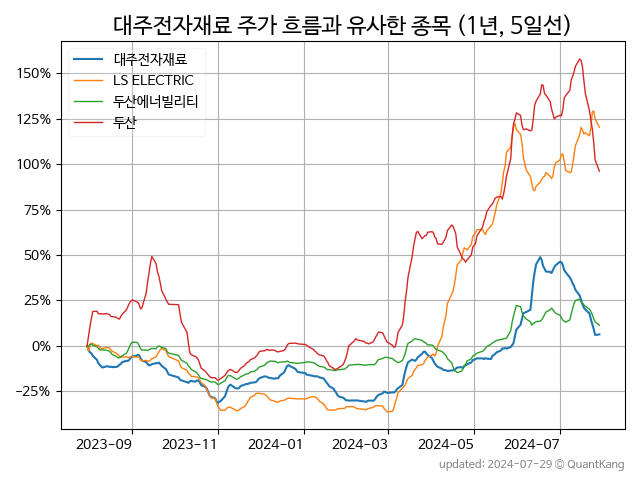 대주전자재료 주가 흐름과 유사한 종목 (1년, 5일선)
대주전자재료
LS ELECTRIC
두산에너빌리티
두산
150%
125%
100%
75%
50%
25%
0%
−25%
2023-09 2023-11 2024-01 2024-03 2024-05 2024-07
updated: 2024-07-29 © QuantKang